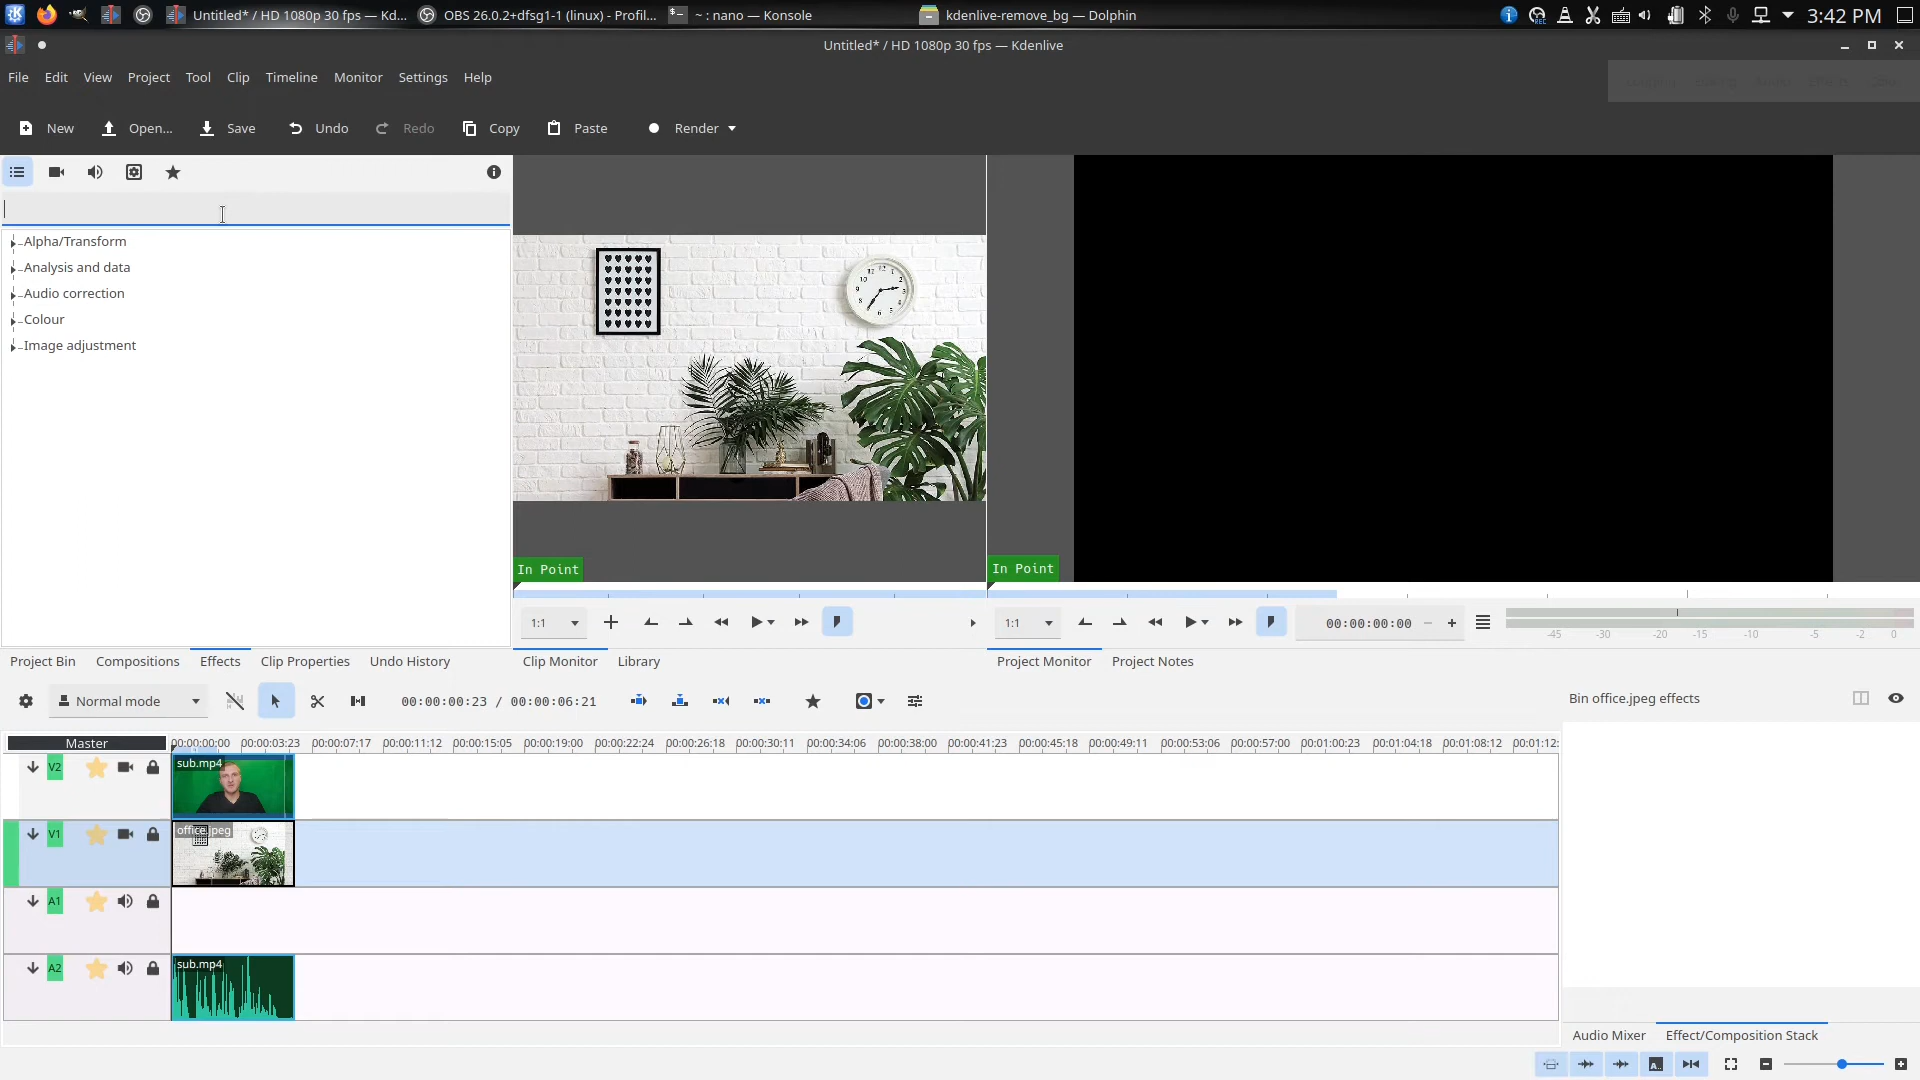 Untitled* / HD 1080p 30 fps — Kd...
OBS 26.0.2+dfsg1-1 (linux) - Profil...
~ : nano — Konsole
kdenlive-remove_bg — Dolphin
3:42 PM
Untitled* / HD 1080p 30 fps — Kdenlive
File Edit View Project Tool Clip Timeline Monitor Settings Help
New Open... Save Undo Redo Copy Paste Render
Alpha/Transform
Analysis and data
Audio correction
Colour
Image adjustment
In Point
In Point
1:1
1:1
00:00:00:00
-45 -30 -20 -15 -10 -5 -2 0
Project Bin Compositions Effects Clip Properties Undo History
Clip Monitor Library
Project Monitor Project Notes
Normal mode
00:00:00:23 / 00:00:06:21
Bin office.jpeg effects
Master
00:00:00:00 00:00:03:23 00:00:07:17 00:00:11:12 00:00:15:05 00:00:19:00 00:00:22:24 00:00:26:18 00:00:30:11 00:00:34:06 00:00:38:00 00:00:41:23 00:00:45:18 00:00:49:11 00:00:53:06 00:00:57:00 00:01:00:23 00:01:04:18 00:01:08:12 00:01:12:
V2
sub.mp4
V1
office.jpeg
A1
A2
sub.mp4
Audio Mixer Effect/Composition Stack